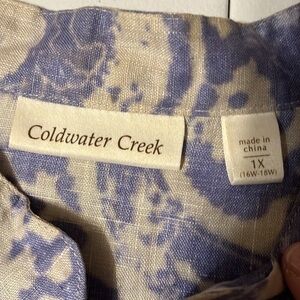 Coldwater Creek
made in
china
1X
(16W-18W)